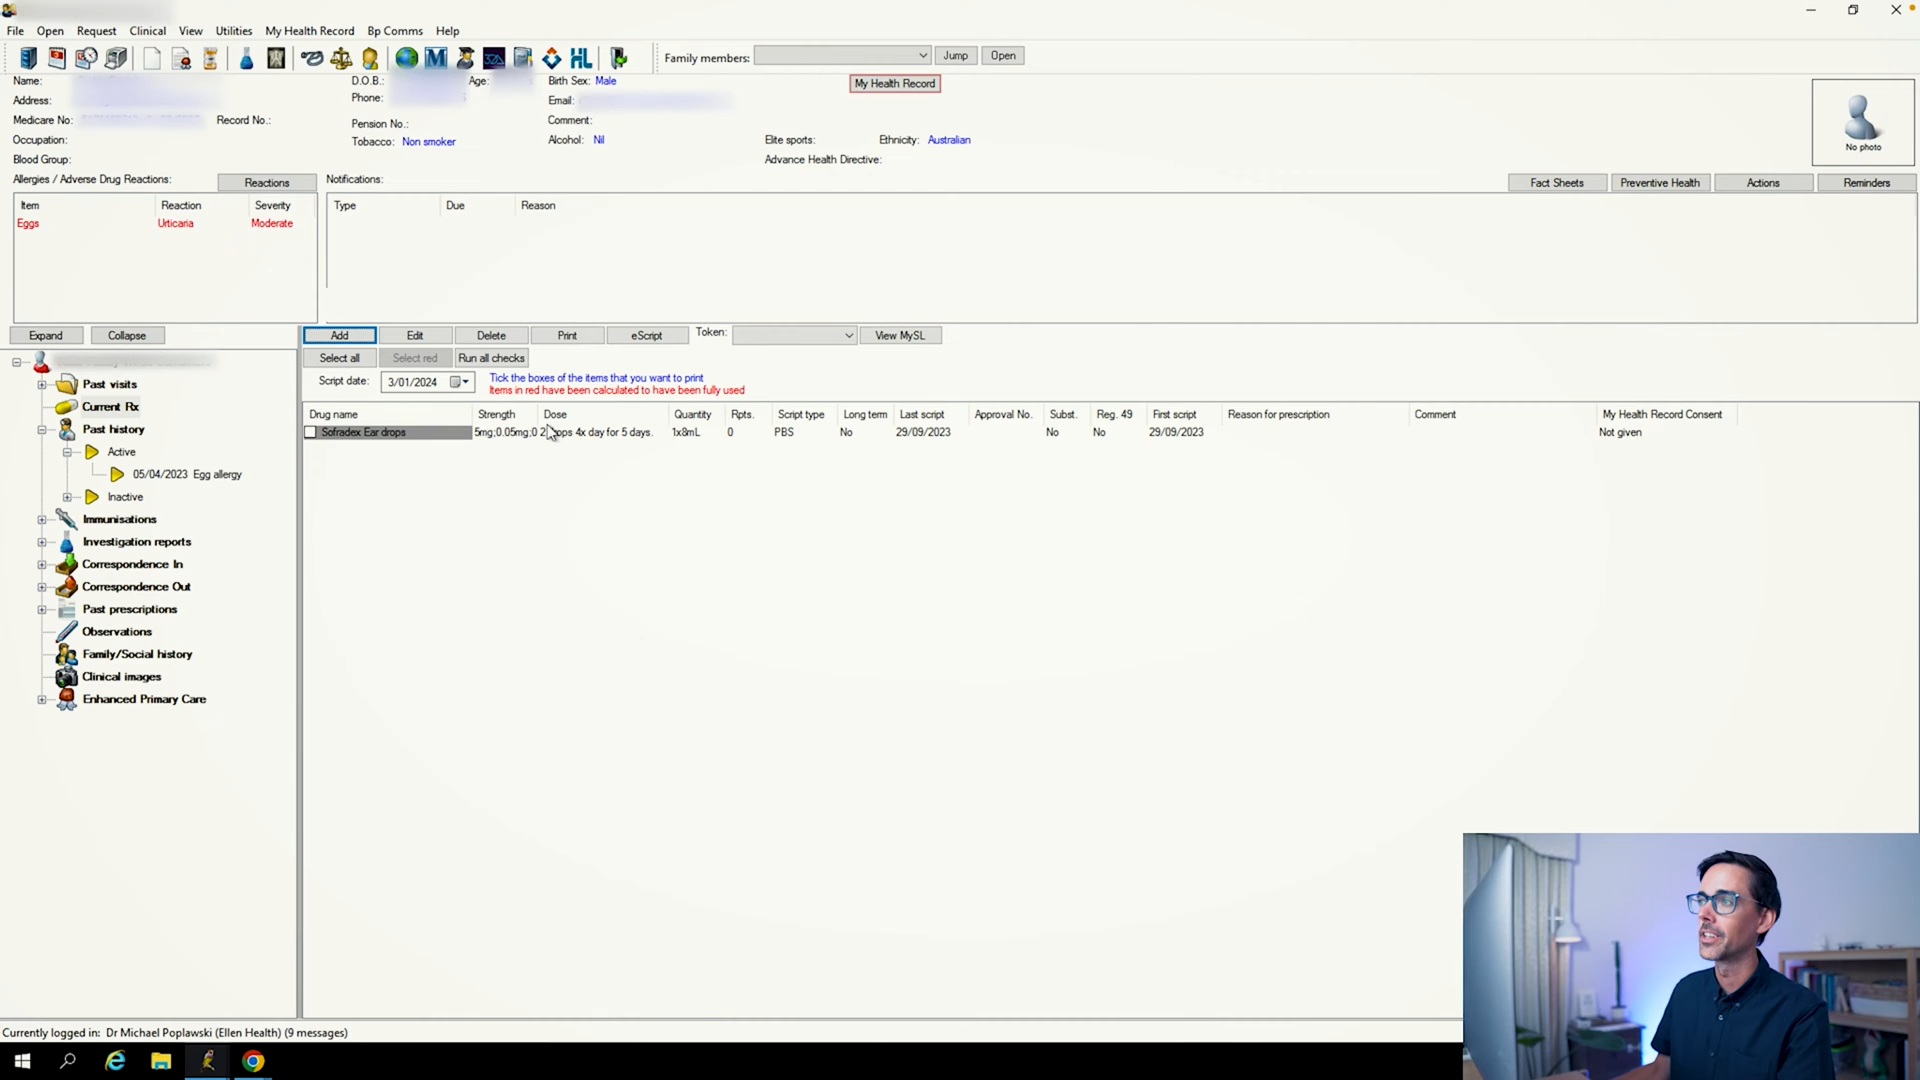 File Open Request Clinical View Utilities My Health Record Bp Comms Help
Family members: Jump Open
Name: D.O.B.: Age: Birth Sex: Male My Health Record
Address: Phone: Email:
Medicare No: Record No.: Pension No.: Comment:
Occupation: Tobacco: Non smoker Alcohol: Nil Elite sports: Ethnicity: Australian
Blood Group: Advance Health Directive:
No photo
Allergies / Adverse Drug Reactions: Reactions Notifications: Fact Sheets Preventive Health Actions Reminders
Item Reaction Severity Type Due Reason
Eggs Urticaria Moderate
Expand Collapse Add Edit Delete Print eScript Token: View MySL
Select all Select red Run all checks
Script date: 3/01/2024 Tick the boxes of the items that you want to print
Items in red have been calculated to have been fully used
Drug name Strength Dose Quantity Rpts. Script type Long term Last script Approval No. Subst. Reg. 49 First script Reason for prescription Comment My Health Record Consent
Sofradex Ear drops 5mg;0.05mg;0 4x day for 5 days. 1x8mL 0 PBS No 29/09/2023 No No 29/09/2023 Not given
Past visits
Current Rx
Past history
Active
05/04/2023 Egg allergy
Inactive
Immunisations
Investigation reports
Correspondence In
Correspondence Out
Past prescriptions
Observations
Family/Social history
Clinical images
Enhanced Primary Care
Currently logged in: Dr Michael Poplawski (Ellen Health) (9 messages)